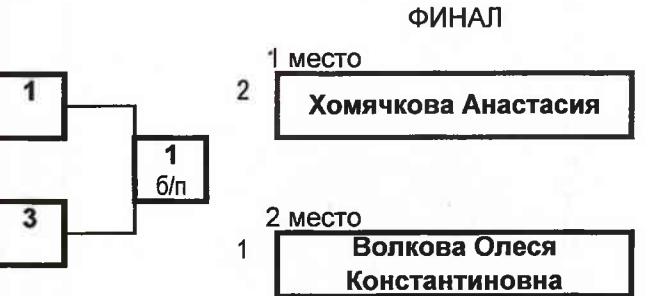 ФИНАЛ
1 место
1
2
Хомячкова Анастасия
1
б/п
3
2 место
1
Волкова Олеся
Константиновна